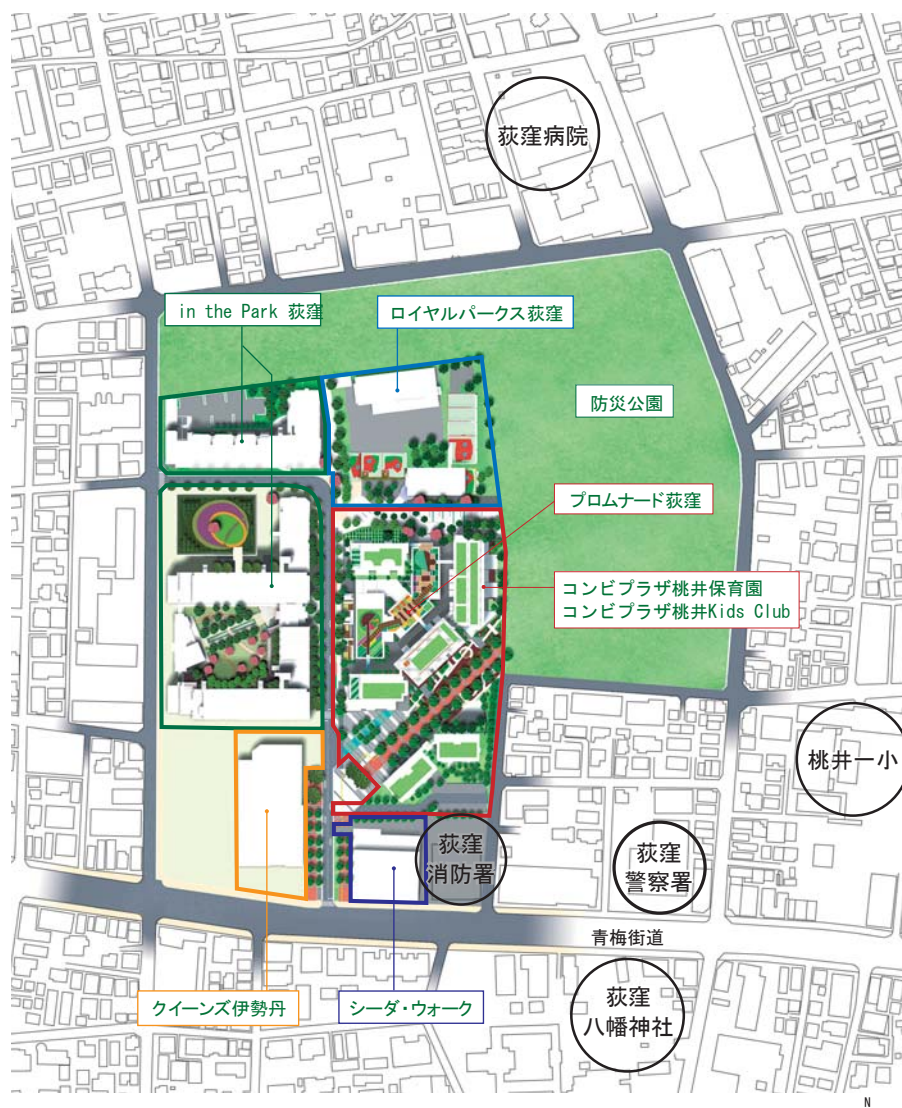 荻窪病院
in the Park 荻窪
ロイヤルパークス荻窪
防災公園
プロムナード荻窪
コンビプラザ桃井保育園
コンビプラザ桃井Kids Club
桃井一小
荻窪
消防署
荻窪
警察署
青梅街道
クイーンズ伊勢丹
シーダ・ウォーク
荻窪
八幡神社
N